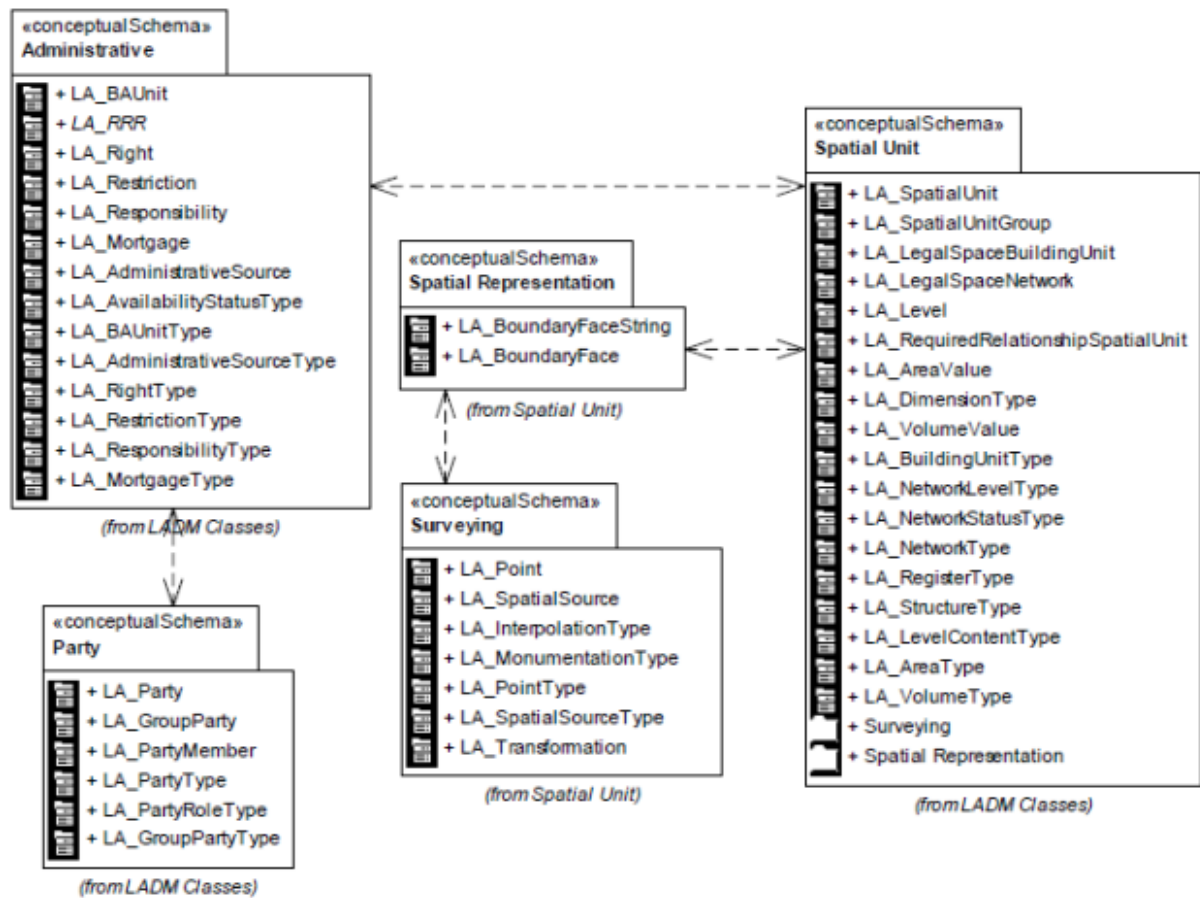 «conceptualSchema»
Administrative
+ LA_BAUnit
+ LA_RRR
+ LA_Right
+ LA_Restriction
+ LA_Responsibility
+ LA_Mortgage
+ LA_AdministrativeSource
+ LA_AvailabilityStatusType
+ LA_BAUnitType
+ LA_AdministrativeSourceType
+ LA_RightType
+ LA_RestrictionType
+ LA_ResponsibilityType
+ LA_MortgageType
(from LADM Classes)
«conceptualSchema»
Party
+ LA_Party
+ LA_GroupParty
+ LA_PartyMember
+ LA_PartyType
+ LA_PartyRoleType
+ LA_GroupPartyType
(from LADM Classes)
«conceptualSchema»
Spatial Representation
+ LA_BoundaryFaceString
+ LA_BoundaryFace
(from Spatial Unit)
«conceptualSchema»
Surveying
+ LA_Point
+ LA_SpatialSource
+ LA_InterpolationType
+ LA_MonumentationType
+ LA_PointType
+ LA_SpatialSourceType
+ LA_Transformation
(from Spatial Unit)
«conceptualSchema»
Spatial Unit
+ LA_SpatialUnit
+ LA_SpatialUnitGroup
+ LA_LegalSpaceBuildingUnit
+ LA_LegalSpaceNetwork
+ LA_Level
+ LA_RequiredRelationshipSpatialUnit
+ LA_AreaValue
+ LA_DimensionType
+ LA_VolumeValue
+ LA_BuildingUnitType
+ LA_NetworkLevelType
+ LA_NetworkStatusType
+ LA_NetworkType
+ LA_RegisterType
+ LA_StructureType
+ LA_LevelContentType
+ LA_AreaType
+ LA_VolumeType
+ Surveying
+ Spatial Representation
(from LADM Classes)